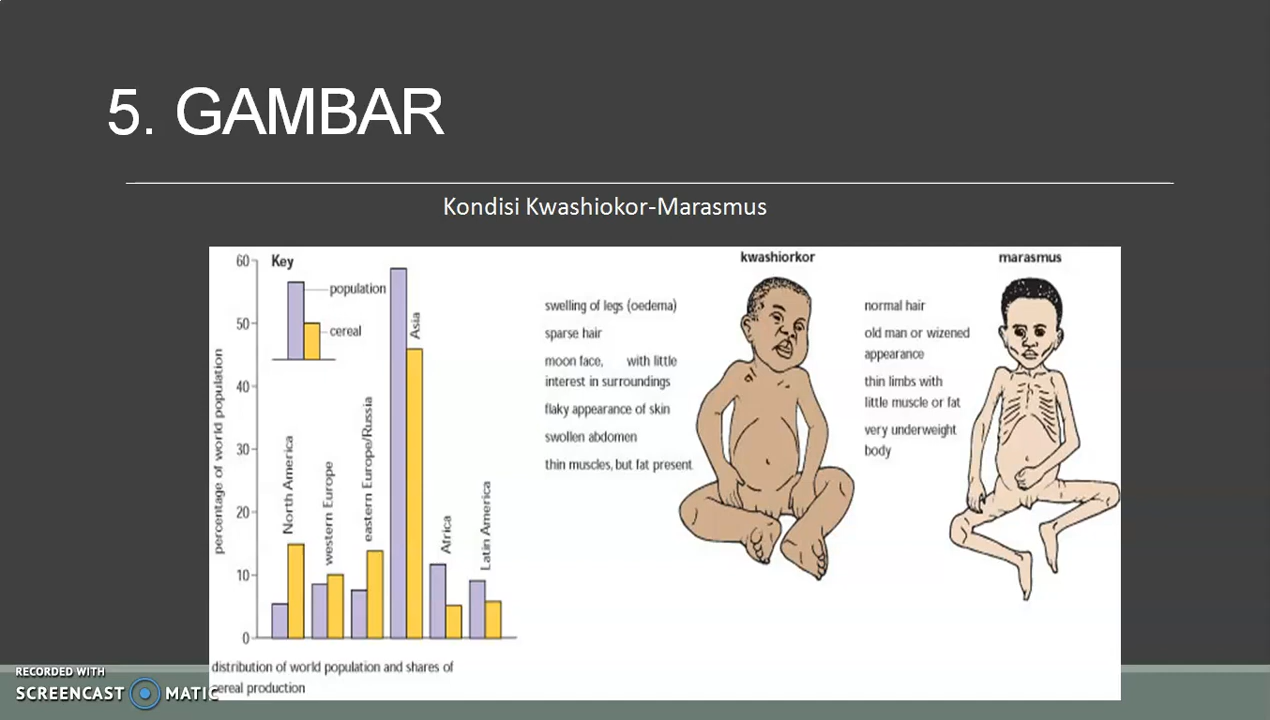 5. GAMBAR
Kondisi Kwashiokor-Marasmus
60
50
40
30
20
10
0
percentage of world population
Key
population
cereal
North America
western Europe
eastern Europe/Russia
Asia
Africa
Latin America
distribution of world population and shares of
cereal production
kwashiorkor
swelling of legs (oedema)
sparse hair
moon face, with little
interest in surroundings
flaky appearance of skin
swollen abdomen
thin muscles, but fat present
marasmus
normal hair
old man or wizened
appearance
thin limbs with
little muscle or fat
very underweight
body
RECORDED WITH
SCREENCAST MATIC